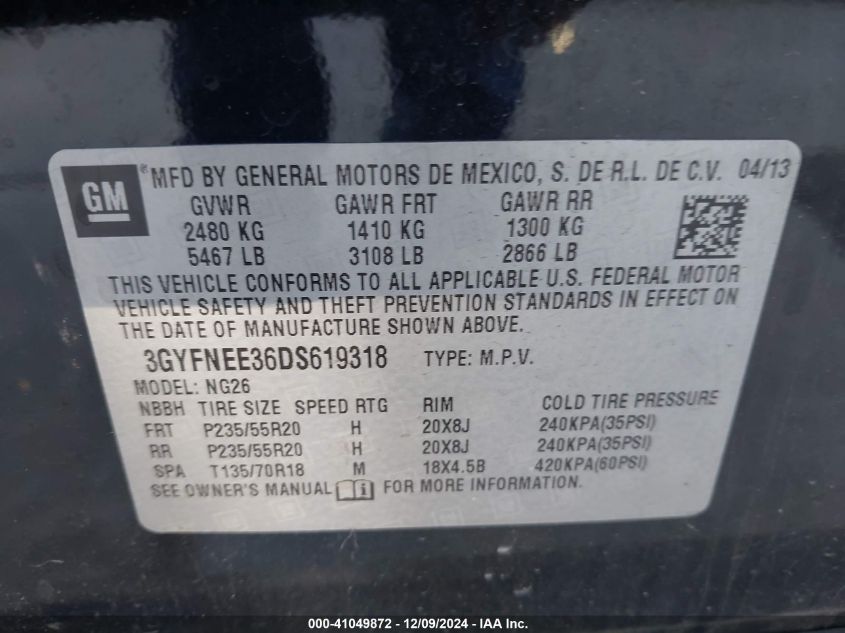 GM ® MFD BY GENERAL MOTORS DE MEXICO, S. DE R.L. DE C.V. 04/13
GVWR GAWR FRT GAWR RR
2480 KG 1410 KG 1300 KG
5467 LB 3108 LB 2866 LB
THIS VEHICLE CONFORMS TO ALL APPLICABLE U.S. FEDERAL MOTOR
VEHICLE SAFETY AND THEFT PREVENTION STANDARDS IN EFFECT ON
THE DATE OF MANUFACTURE SHOWN ABOVE.
3GYFNEE36DS619318 TYPE: M.P.V.
MODEL: NG26
NBBH TIRE SIZE SPEED RTG RIM COLD TIRE PRESSURE
FRT P235/55R20 H 20X8J 240KPA(35PSI)
RR P235/55R20 H 20X8J 240KPA(35PSI)
SPA T135/70R18 M 18X4.5B 420KPA(60PSI)
SEE OWNER'S MANUAL i FOR MORE INFORMATION.
000-41049872 - 12/09/2024 - IAA Inc.